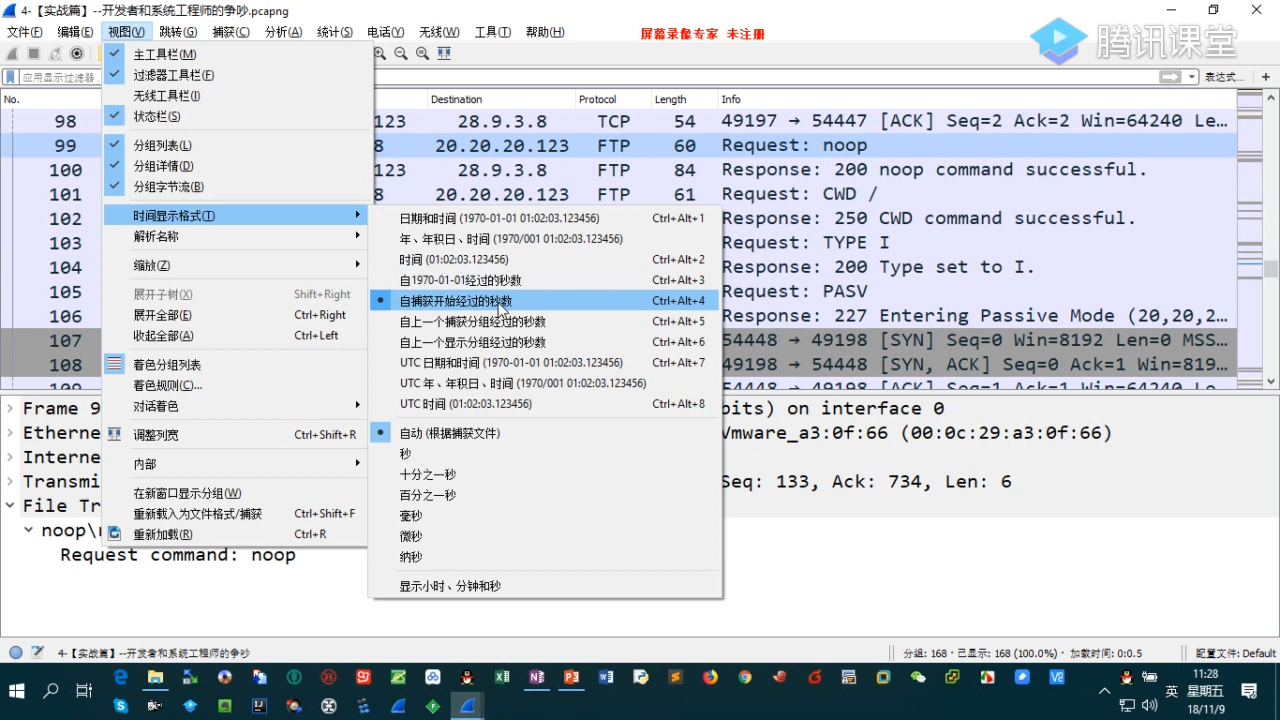 4-【实战篇】--开发者和系统工程师的争吵.pcapng
文件(F) 编辑(E) 视图(V) 跳转(G) 捕获(C) 分析(A) 统计(S) 电话(Y) 无线(W) 工具(T) 帮助(H)
屏幕录像专家 未注册
腾讯课堂
应用显示过滤器
表达式…
主工具栏(M)
过滤器工具栏(F)
无线工具栏(I)
状态栏(S)
分组列表(L)
分组详情(D)
分组字节流(B)
时间显示格式(T)
解析名称
缩放(Z)
展开子树(X) Shift+Right
展开全部(E) Ctrl+Right
收起全部(A) Ctrl+Left
着色分组列表
着色规则(C)...
对话着色
调整列宽 Ctrl+Shift+R
内部
在新窗口显示分组(W)
重新载入为文件格式/捕获 Ctrl+Shift+F
重新加载(R) Ctrl+R
日期和时间 (1970-01-01 01:02:03.123456) Ctrl+Alt+1
年、年积日、时间 (1970/001 01:02:03.123456)
时间 (01:02:03.123456) Ctrl+Alt+2
自1970-01-01经过的秒数 Ctrl+Alt+3
自捕获开始经过的秒数 Ctrl+Alt+4
自上一个捕获分组经过的秒数 Ctrl+Alt+5
自上一个显示分组经过的秒数 Ctrl+Alt+6
UTC 日期和时间 (1970-01-01 01:02:03.123456) Ctrl+Alt+7
UTC 年、年积日、时间 (1970/001 01:02:03.123456)
UTC 时间 (01:02:03.123456) Ctrl+Alt+8
自动 (根据捕获文件)
秒
十分之一秒
百分之一秒
毫秒
微秒
纳秒
显示小时、分钟和秒
No. Destination Protocol Length Info
98 123 28.9.3.8 TCP 54 49197 → 54447 [ACK] Seq=2 Ack=2 Win=64240 Le…
99 8 20.20.20.123 FTP 60 Request: noop
100 123 28.9.3.8 FTP 84 Response: 200 noop command successful.
101 8 20.20.20.123 FTP 61 Request: CWD /
102 Response: 250 CWD command successful.
103 Request: TYPE I
104 Response: 200 Type set to I.
105 Request: PASV
106 Response: 227 Entering Passive Mode (20,20,2…
107 54448 → 49198 [SYN] Seq=0 Win=8192 Len=0 MSS…
108 49198 → 54448 [SYN, ACK] Seq=0 Ack=1 Win=819…
109 54448 → 49198 [ACK] Seq=1 Ack=1 Win=64240 Le…
Frame 9 bits) on interface 0
Etherne Vmware_a3:0f:66 (00:0c:29:a3:0f:66)
Interne
Transmi Seq: 133, Ack: 734, Len: 6
File Tr
noop\r
Request command: noop
4-【实战篇】--开发者和系统工程师的争吵
分组: 168 · 已显示: 168 (100.0%) · 加载时间: 0:0.5
配置文件: Default
英
11:28
星期五
18/11/9